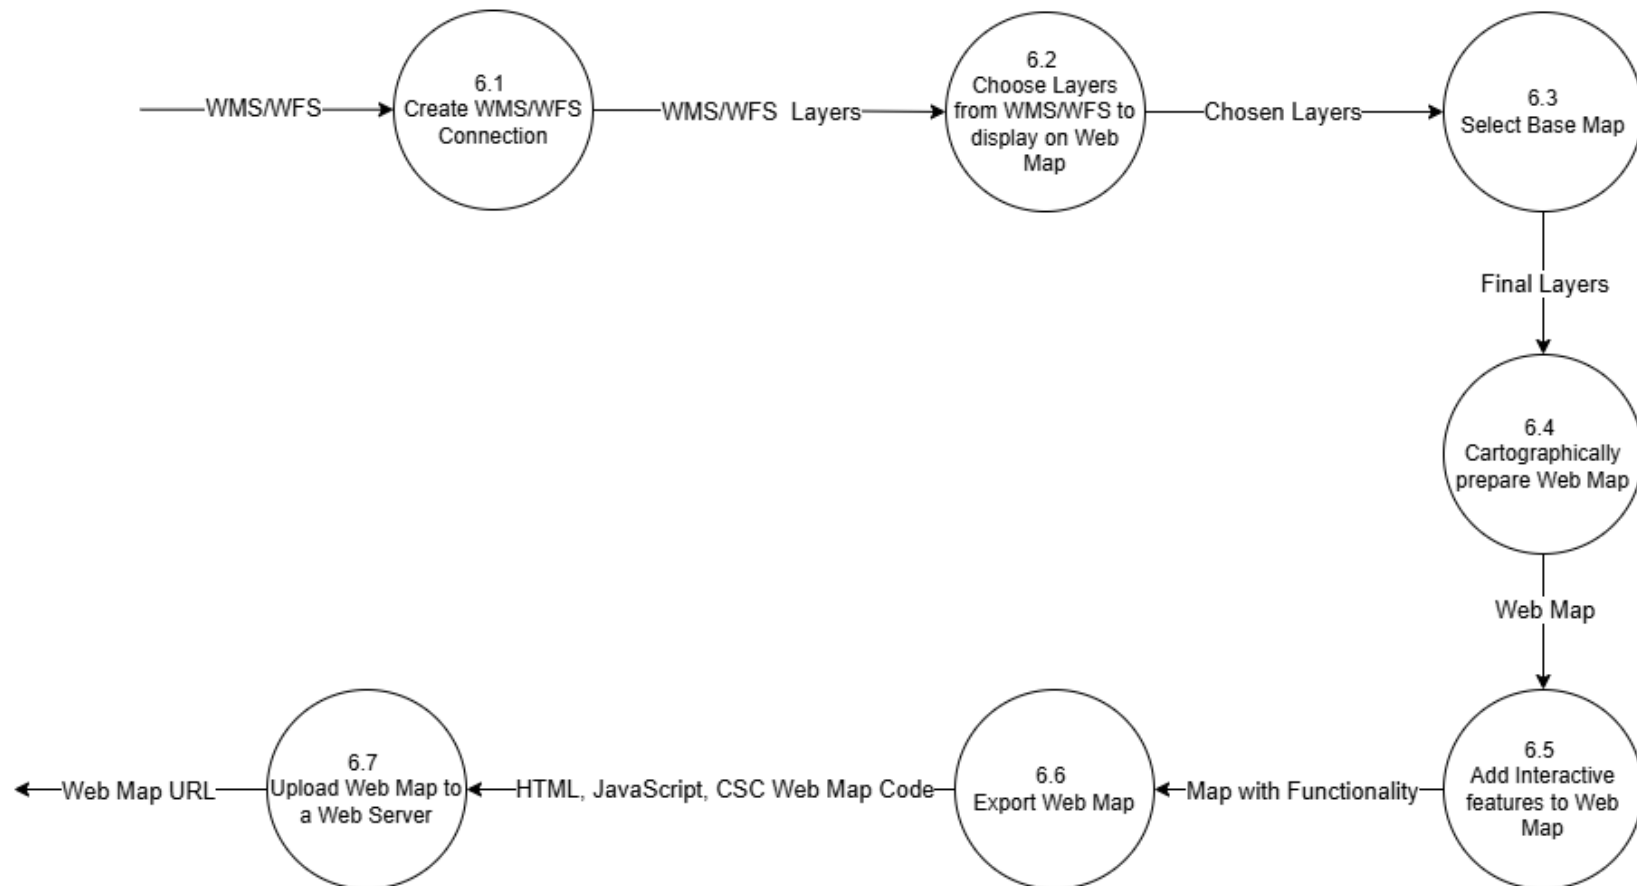 WMS/WFS
6.1
Create WMS/WFS
Connection
WMS/WFS  Layers
6.2
Choose Layers
from WMS/WFS to
display on Web
Map
Chosen Layers
6.3
Select Base Map
Final Layers
6.4
Cartographically
prepare Web Map
Web Map
6.5
Add Interactive
features to Web
Map
Map with Functionality
6.6
Export Web Map
HTML, JavaScript, CSC Web Map Code
6.7
Upload Web Map to
a Web Server
Web Map URL